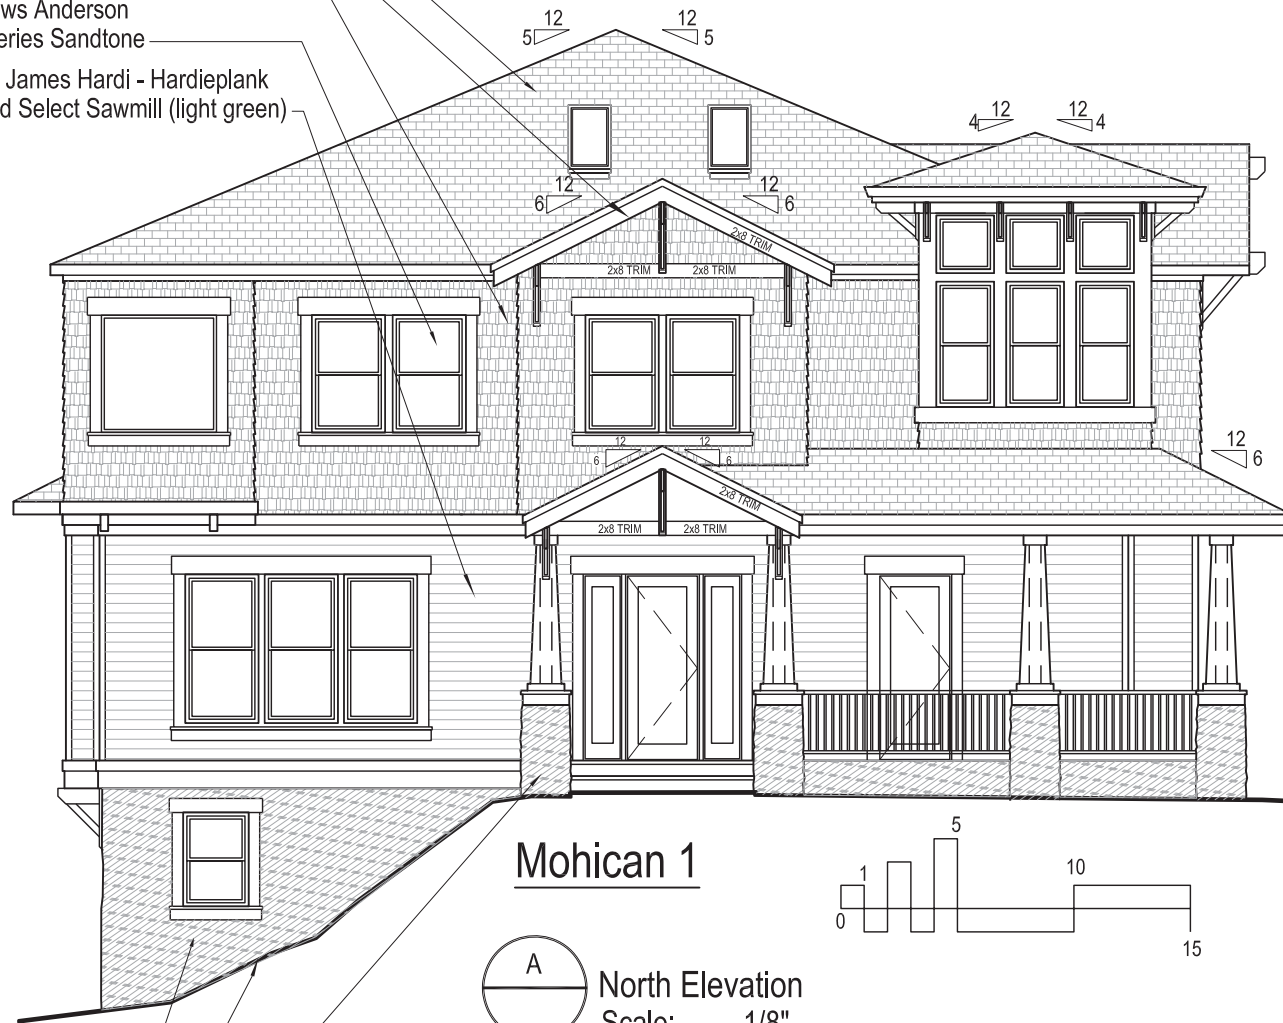 ws Anderson
eries Sandtone
James Hardi - Hardieplank
d Select Sawmill (light green)
12 12
5 5
12 12
4 4
12 12
6 6
2x8 TRIM
2x8 TRIM 2x8 TRIM
12 12
6 6
12
6
2x8 TRIM
2x8 TRIM 2x8 TRIM
Mohican 1
0 1 5 10 15
A
North Elevation
Scale: 1/8"